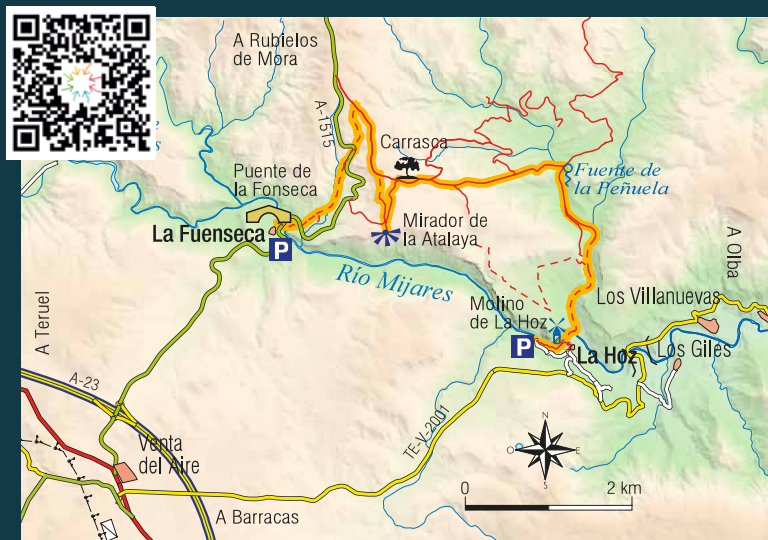 A Rubielos
de Mora
A-1515
Carrasca
Puente de
la Fonseca
Fuente de
la Peñuela
La Fuenseca
P
Mirador de
la Atalaya
A Olba
Río Mijares
Los Villanuevas
Molino
de La Hoz
A Teruel
P
La Hoz
Los Giles
A-23
TE-V-2001
N
O
E
S
Venta
del Aire
0
2 km
A Barracas